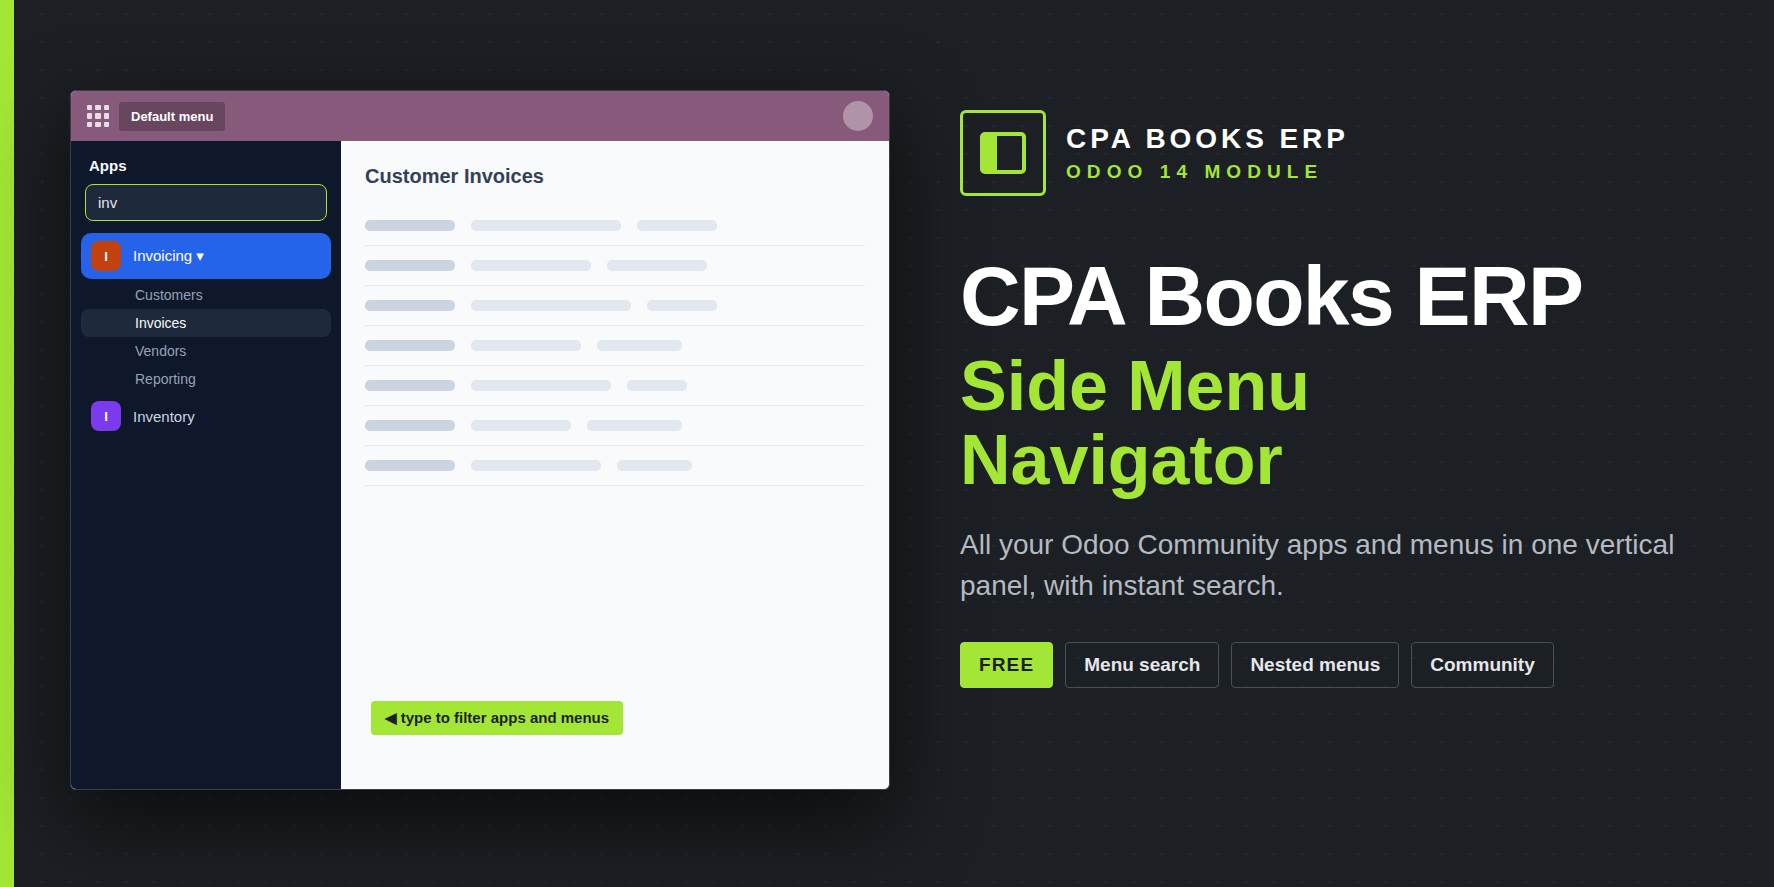 Default menu
Apps
inv
I
Invoicing ▾
Customers
Invoices
Vendors
Reporting
I
Inventory
Customer Invoices
◀ type to filter apps and menus
CPA BOOKS ERP
ODOO 14 MODULE
CPA Books ERP
Side Menu
Navigator
All your Odoo Community apps and menus in one vertical
panel, with instant search.
FREE
Menu search
Nested menus
Community